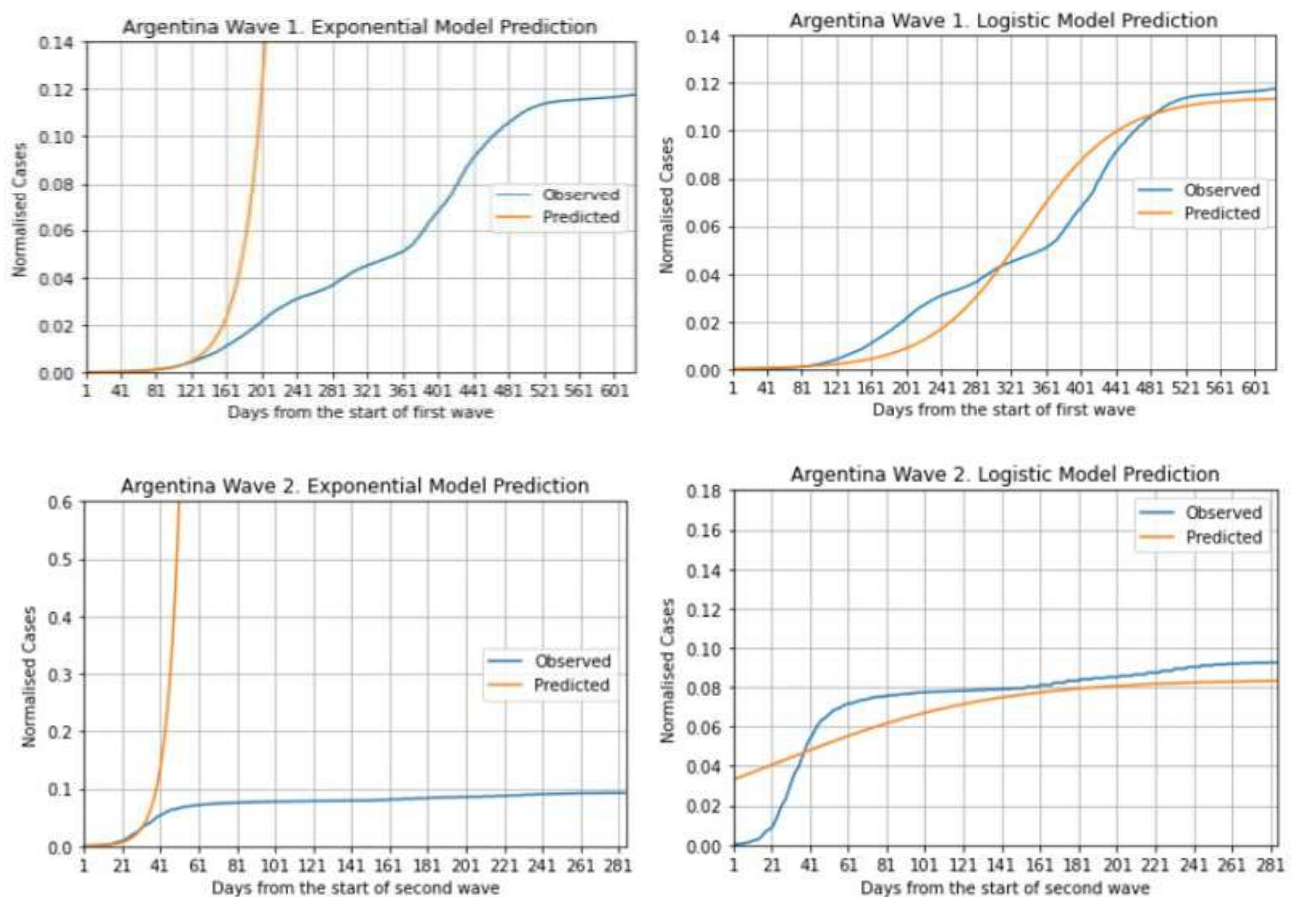 Argentina Wave 1. Exponential Model Prediction
0.14
0.12
0.10
0.08
0.06
0.04
0.02
0.00
Normalised Cases
Observed
Predicted
1 41 81 121 161 201 241 281 321 361 401 441 481 521 561 601
Days from the start of first wave
Argentina Wave 1. Logistic Model Prediction
0.14
0.12
0.10
0.08
0.06
0.04
0.02
0.00
Normalised Cases
Observed
Predicted
1 41 81 121 161 201 241 281 321 361 401 441 481 521 561 601
Days from the start of first wave
Argentina Wave 2. Exponential Model Prediction
0.6
0.5
0.4
0.3
0.2
0.1
0.0
Normalised Cases
Observed
Predicted
1 21 41 61 81 101 121 141 161 181 201 221 241 261 281
Days from the start of second wave
Argentina Wave 2. Logistic Model Prediction
0.18
0.16
0.14
0.12
0.10
0.08
0.06
0.04
0.02
0.00
Normalised Cases
Observed
Predicted
1 21 41 61 81 101 121 141 161 181 201 221 241 261 281
Days from the start of second wave